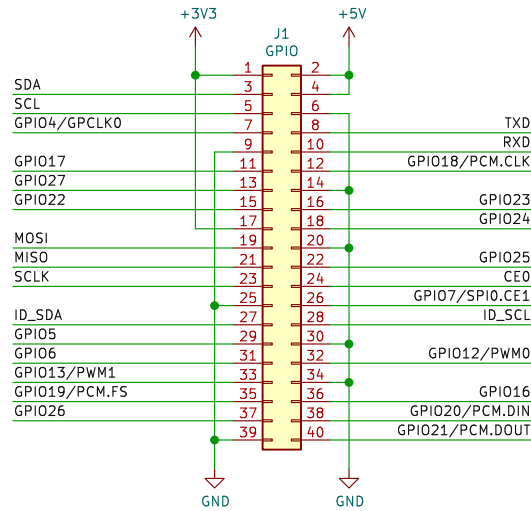 +3V3 +5V
J1
GPIO
1 2
SDA 3 4
SCL 5 6
GPIO4/GPCLK0 7 8 TXD
9 10 RXD
GPIO17 11 12 GPIO18/PCM.CLK
GPIO27 13 14
GPIO22 15 16 GPIO23
17 18 GPIO24
MOSI 19 20
MISO 21 22 GPIO25
SCLK 23 24 CE0
25 26 GPIO7/SPI0.CE1
ID_SDA 27 28 ID_SCL
GPIO5 29 30
GPIO6 31 32 GPIO12/PWM0
GPIO13/PWM1 33 34
GPIO19/PCM.FS 35 36 GPIO16
GPIO26 37 38 GPIO20/PCM.DIN
39 40 GPIO21/PCM.DOUT
GND GND